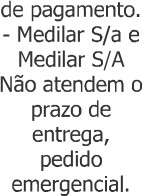 de pagamento.
- Medilar S/a e
Medilar S/A
Não atendem o
prazo de
entrega,
pedido
emergencial.